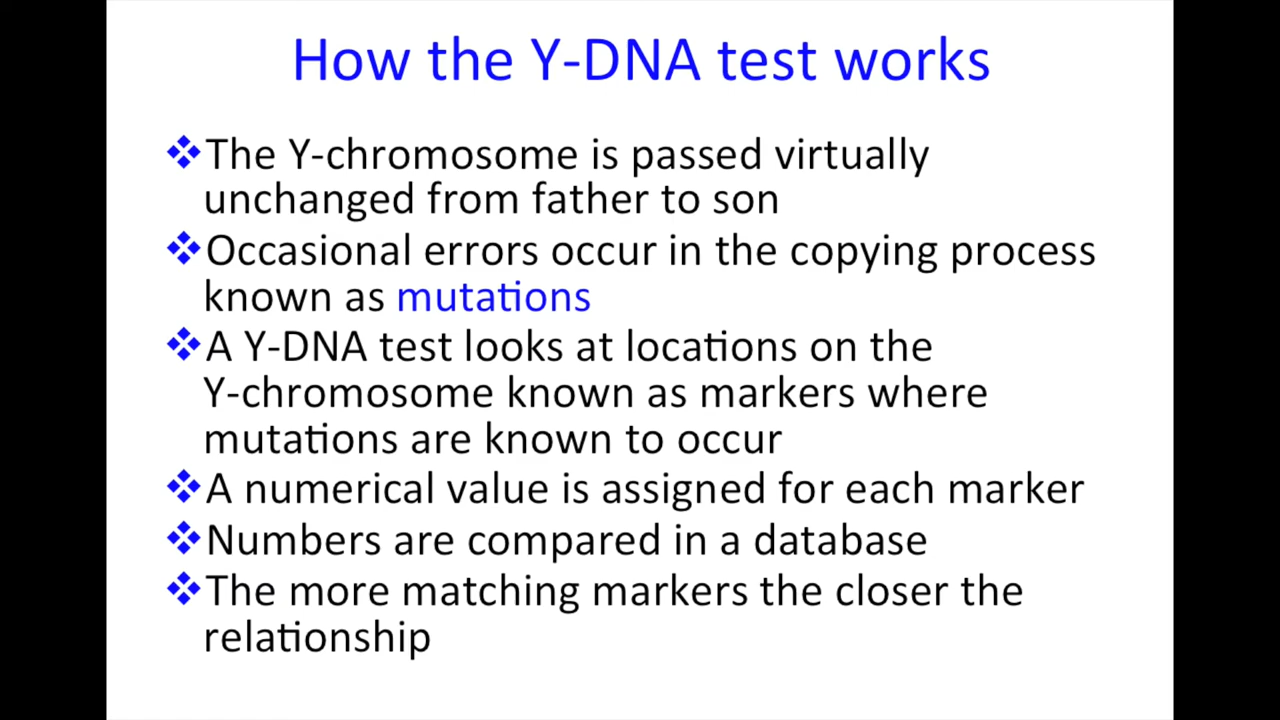 How the Y-DNA test works
❖The Y-chromosome is passed virtually
unchanged from father to son
❖Occasional errors occur in the copying process
known as mutations
❖A Y-DNA test looks at locations on the
Y-chromosome known as markers where
mutations are known to occur
❖A numerical value is assigned for each marker
❖Numbers are compared in a database
❖The more matching markers the closer the
relationship